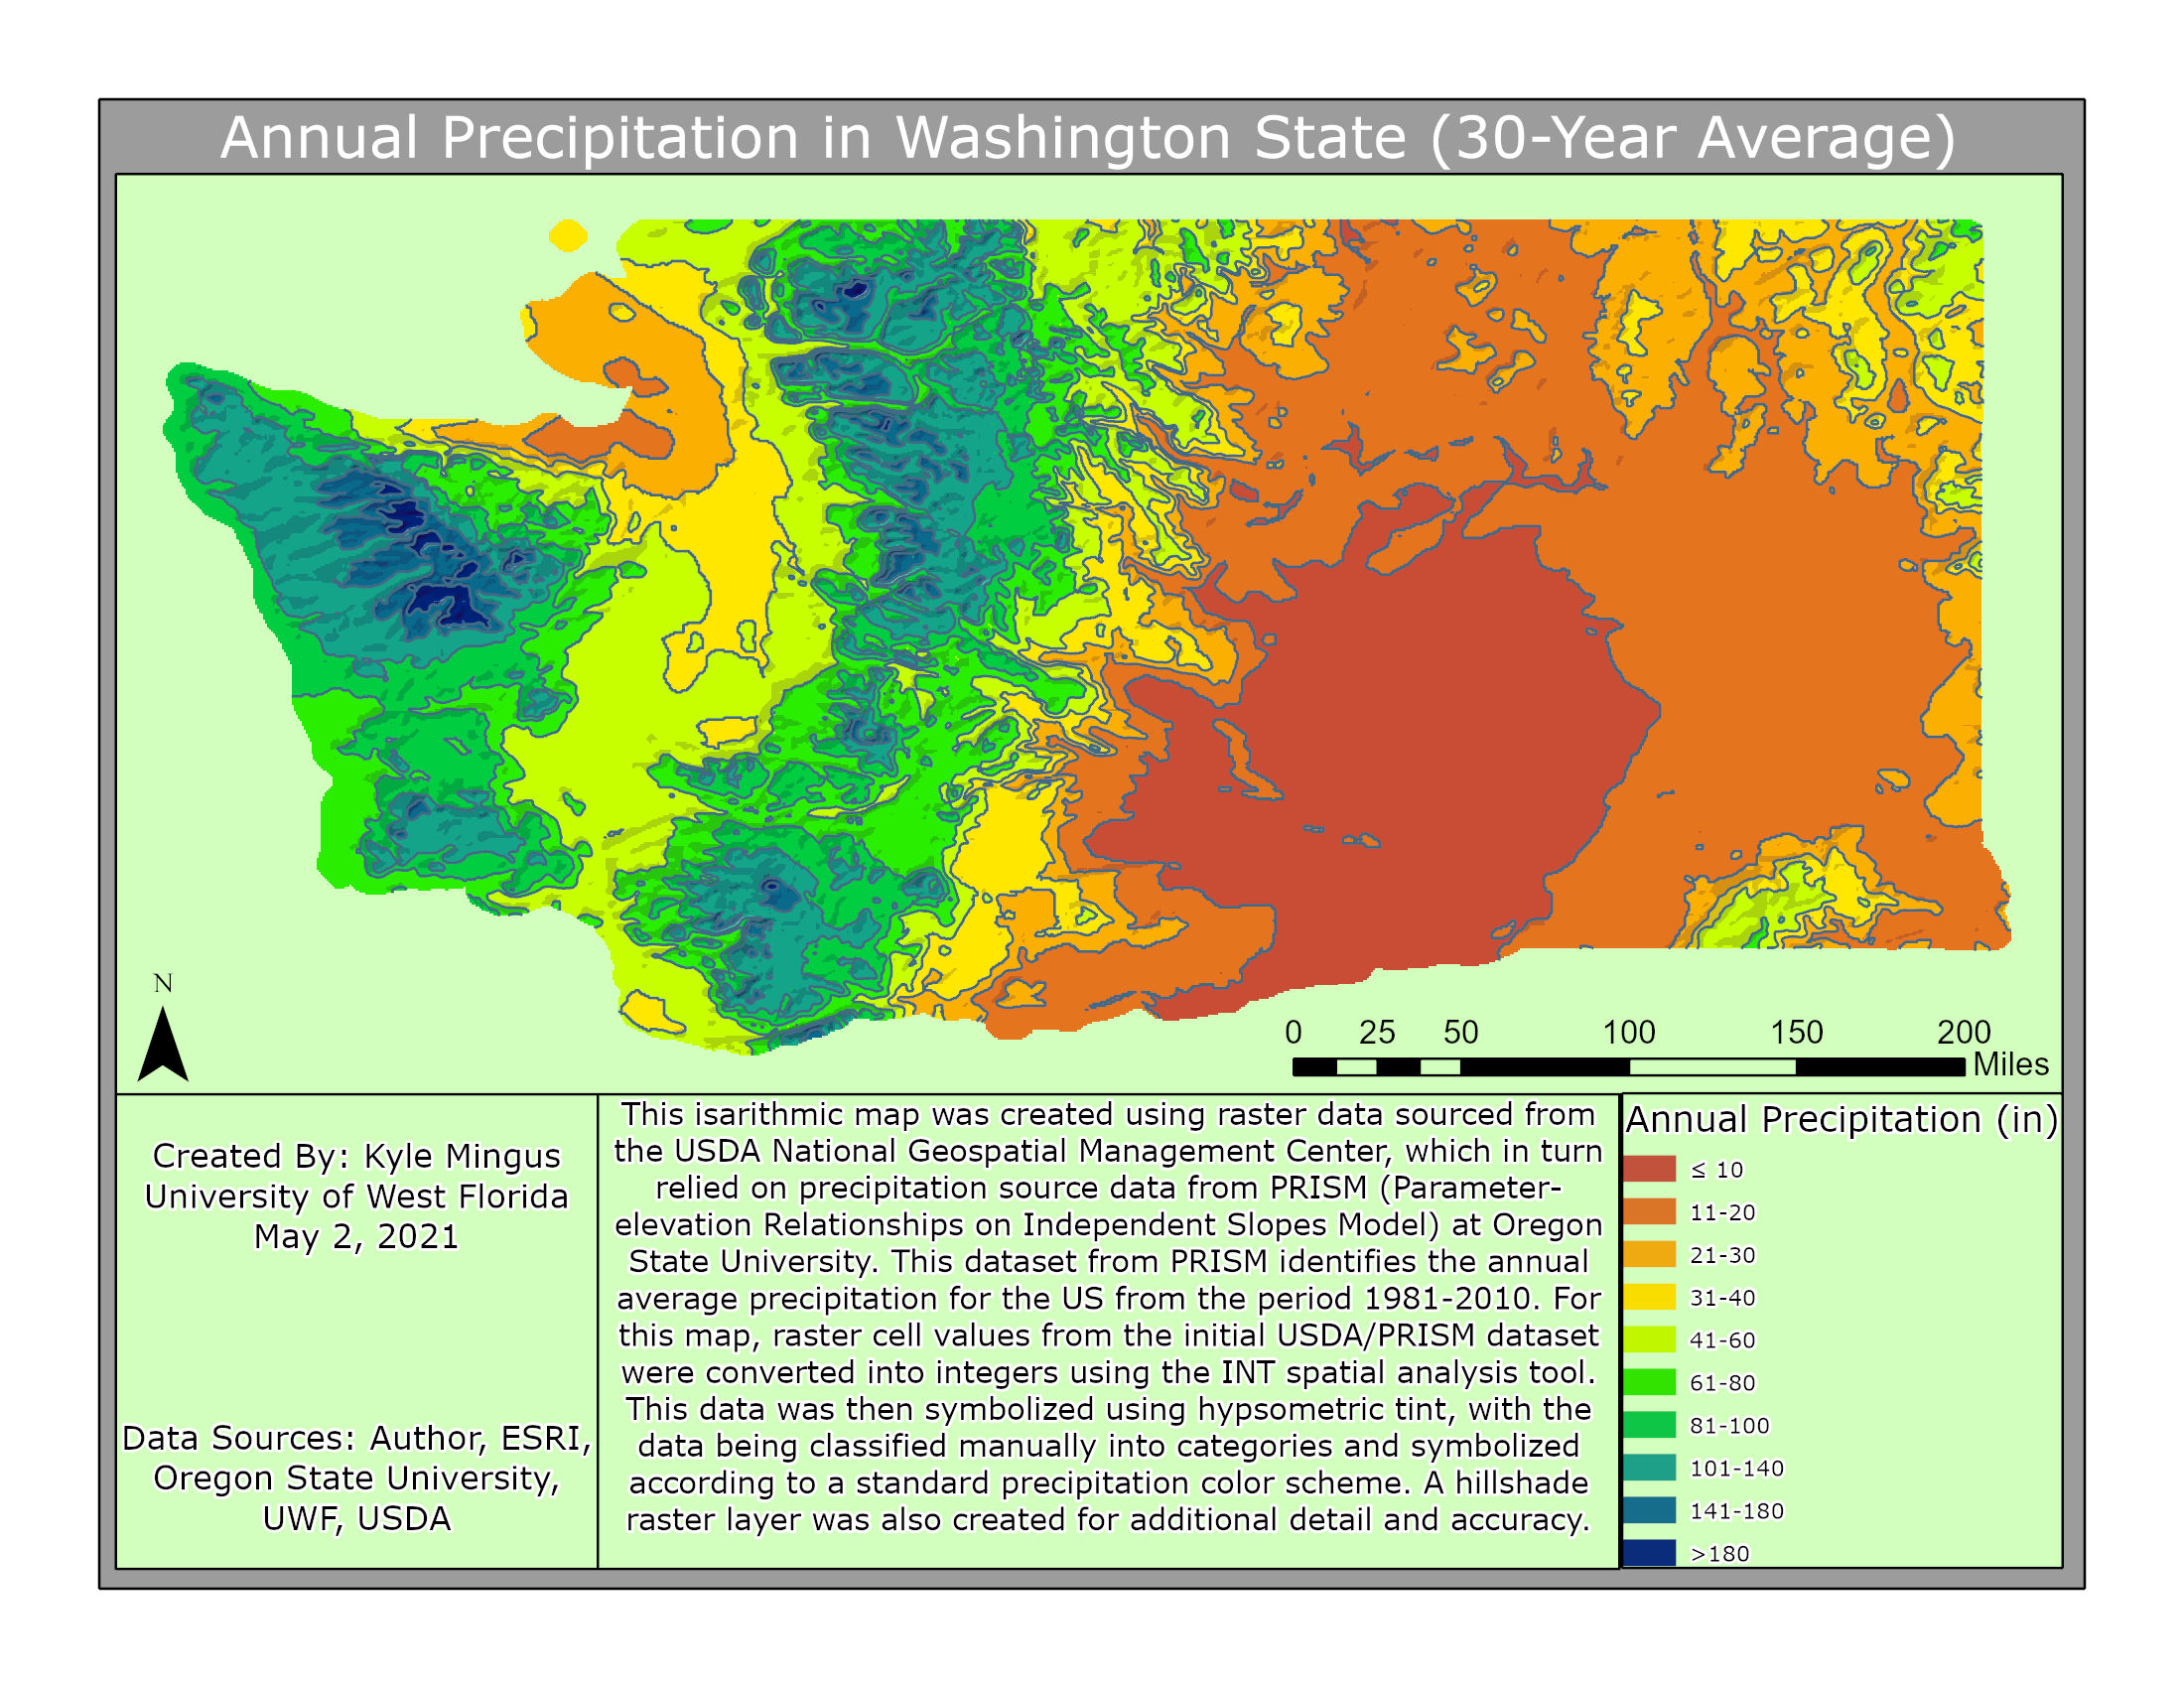 Annual Precipitation in Washington State (30-Year Average)
N
0 25 50 100 150 200
Miles
Created By: Kyle Mingus
University of West Florida
May 2, 2021
Data Sources: Author, ESRI,
Oregon State University,
UWF, USDA
This isarithmic map was created using raster data sourced from
the USDA National Geospatial Management Center, which in turn
relied on precipitation source data from PRISM (Parameter-
elevation Relationships on Independent Slopes Model) at Oregon
State University. This dataset from PRISM identifies the annual
average precipitation for the US from the period 1981-2010. For
this map, raster cell values from the initial USDA/PRISM dataset
were converted into integers using the INT spatial analysis tool.
This data was then symbolized using hypsometric tint, with the
data being classified manually into categories and symbolized
according to a standard precipitation color scheme. A hillshade
raster layer was also created for additional detail and accuracy.
Annual Precipitation (in)
≤ 10
11-20
21-30
31-40
41-60
61-80
81-100
101-140
141-180
>180